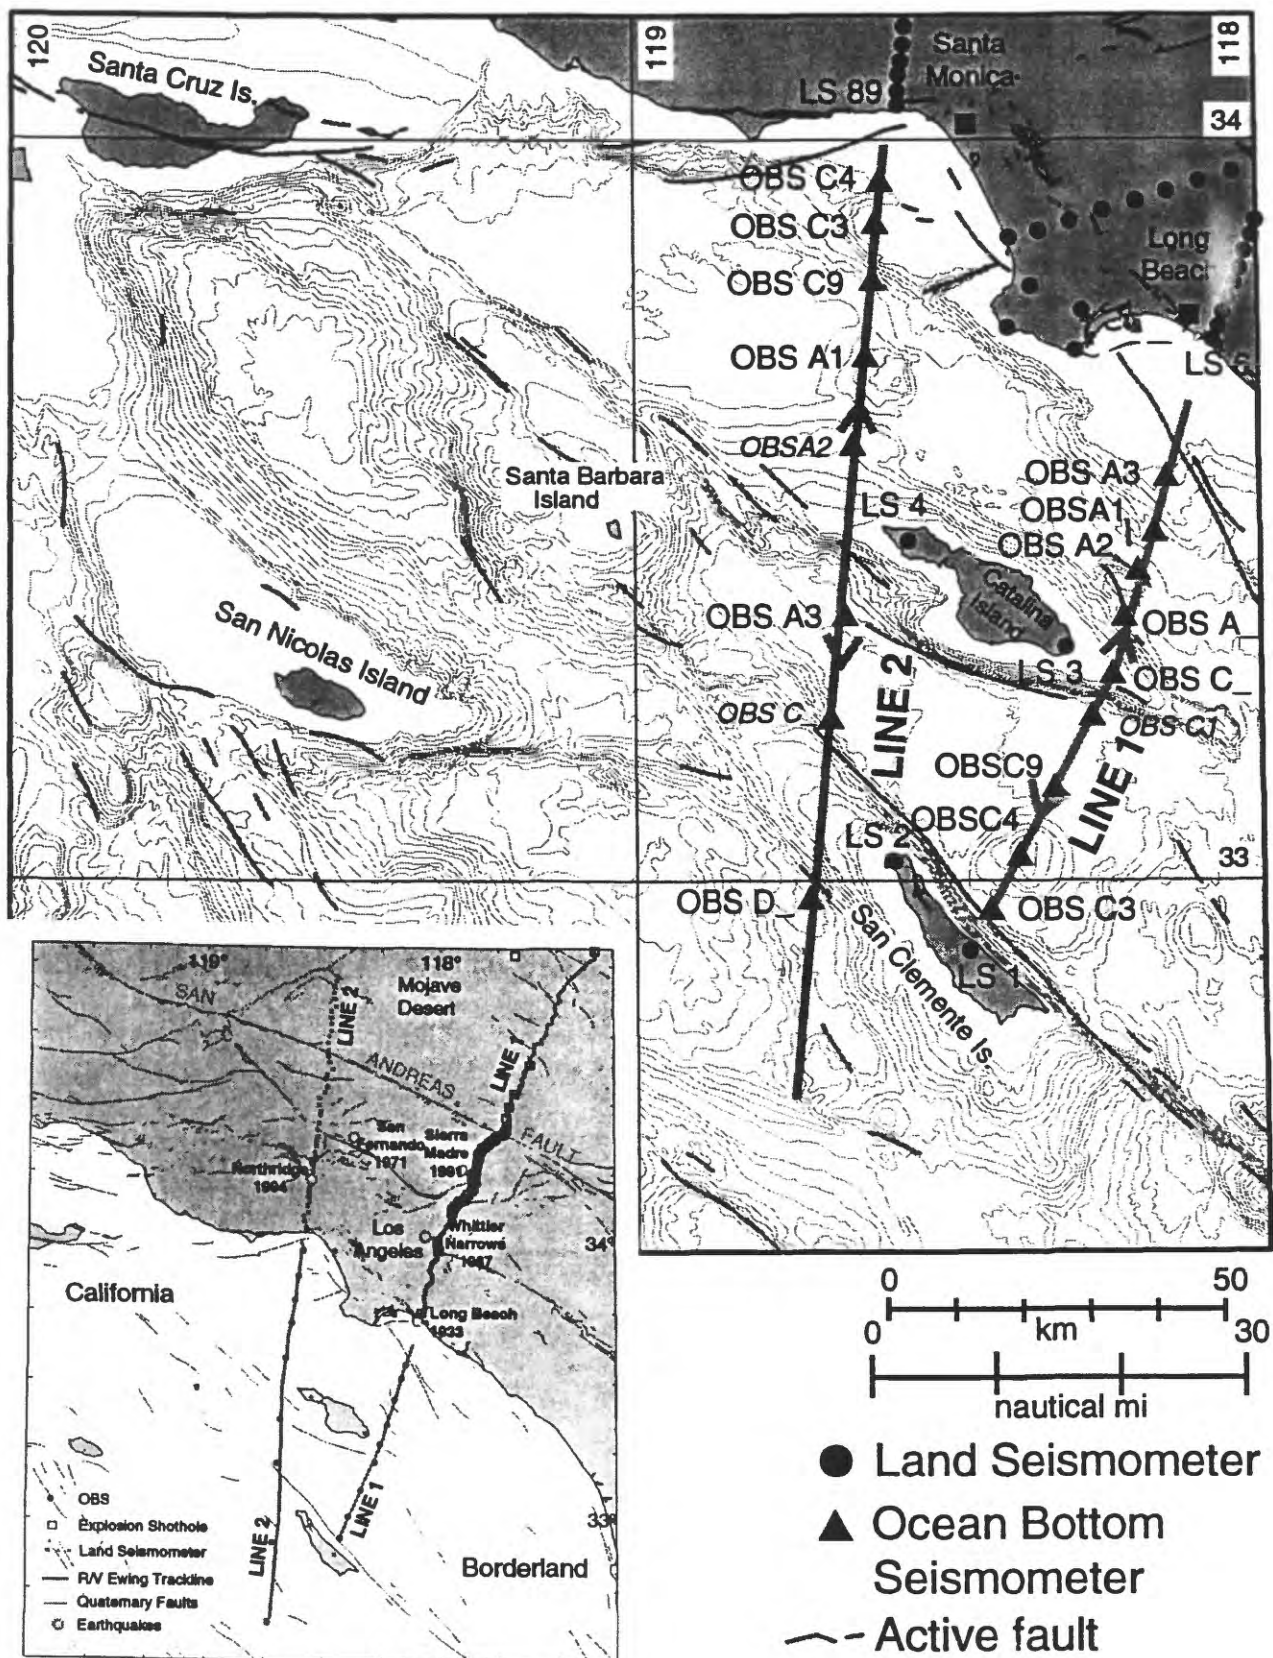 120
Santa Cruz Is.
119
Santa
Monica
118
LS 89
34
OBS C4
OBS C3
Long
OBS C9
OBS A1
OBSA2
Santa Barbara
Island
OBS A3
LS 4
OBSA1
OBS A2
Catalina
Island
San Nicolas Island
OBS A3
OBS A_
LS 3
OBS C_
LINE 2
OBS C_
OBS C1
OBSC9
LINE 1
OBSC4
LS 2
33
OBS D_
OBS C3
San Clemente Is.
LS 1
119°
118°
Mojave
Desert
SAN
LINE 2
LINE 1
ANDREAS
FAULT
San
Fernando
1971
Sierra
Madre
1991
Northridge
1994
Los
Angeles
Whittier
Narrows
1987
34°
California
Long Beach
1933
LINE 2
LINE 1
33°
Borderland
OBS
Explosion Shothole
Land Seismometer
R/V Ewing Trackline
Quaternary Faults
Earthquakes
0 50
km
0 30
nautical mi
Land Seismometer
Ocean Bottom
Seismometer
Active fault